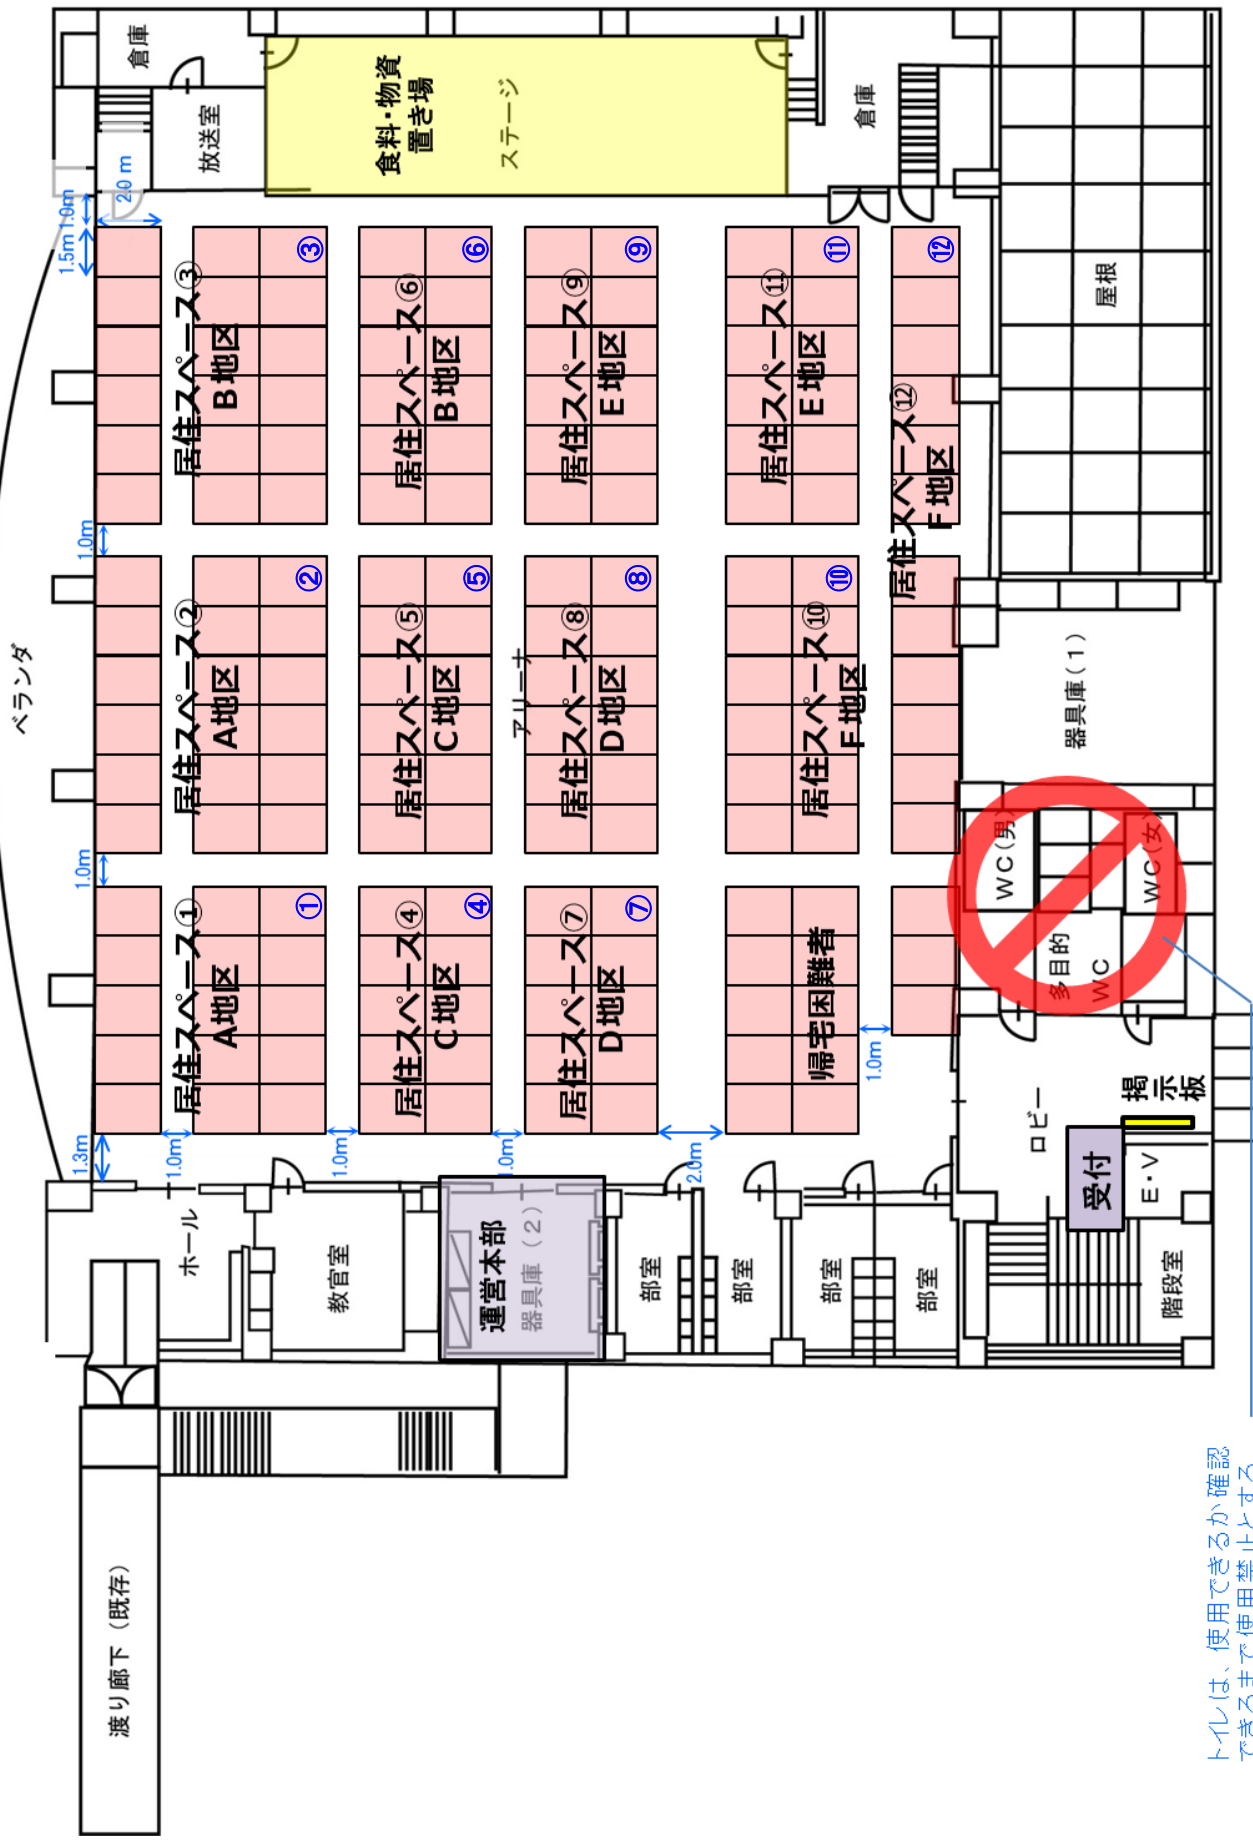 渡り廊下（既存）
ホール
教官室
運営本部
器具庫（2）
部室
部室
部室
部室
階段室
E・V
受付
掲示板
ロビー
トイレは、使用できるか確認
できるまで使用禁止とする
ベランダ
1.3m
1.0m
1.0m
1.0m
2.0m
1.0m
居住スペース①
A地区
①
居住スペース④
C地区
④
居住スペース⑦
D地区
⑦
帰宅困難者
多目的
WC
WC(男)
WC(女)
1.0m
居住スペース②
A地区
②
居住スペース⑤
C地区
⑤
アリーナ
居住スペース⑧
D地区
⑧
居住スペース⑩
F地区
⑩
器具庫(1)
1.0m
居住スペース③
B地区
③
居住スペース⑥
B地区
⑥
居住スペース⑨
E地区
⑨
居住スペース⑪
E地区
⑪
居住スペース⑫
F地区
⑫
屋根
1.5m
1.0m
2.0m
倉庫
放送室
食料・物資
置き場
ステージ
倉庫